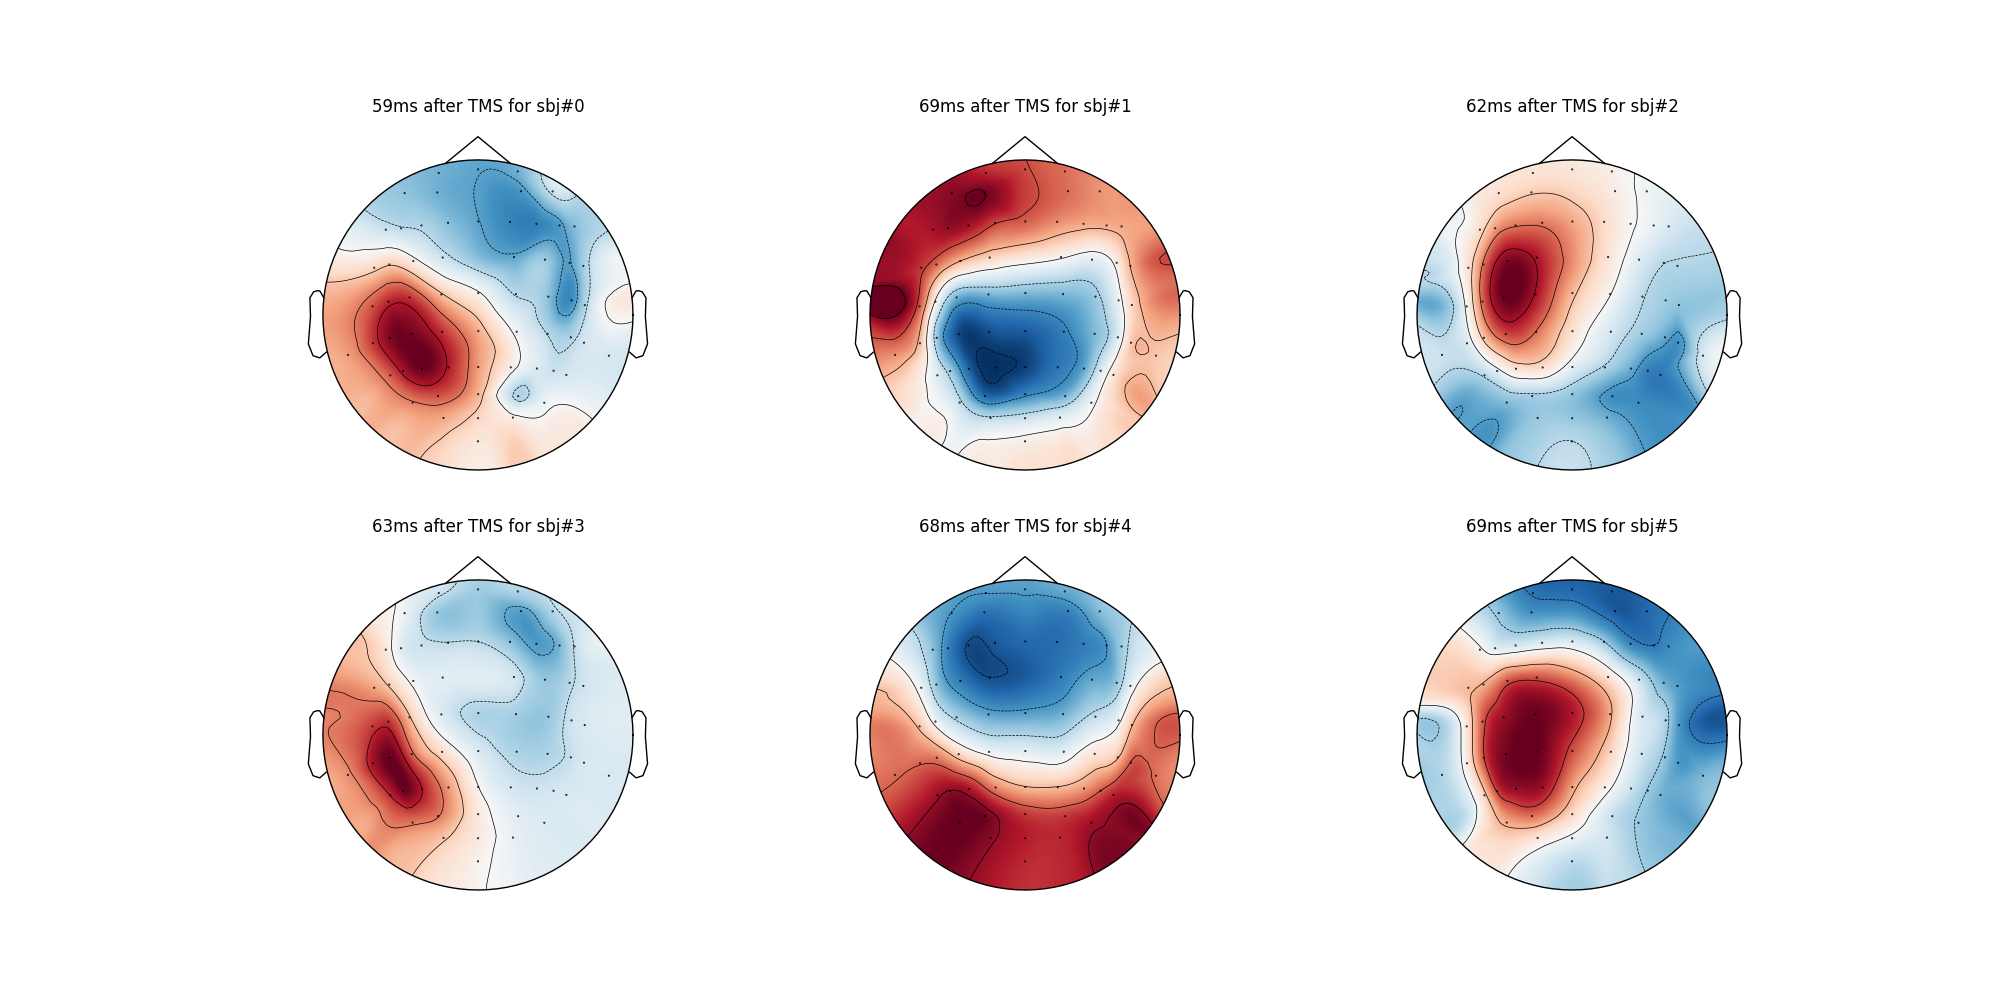 59ms after TMS for sbj#0
69ms after TMS for sbj#1
62ms after TMS for sbj#2
63ms after TMS for sbj#3
68ms after TMS for sbj#4
69ms after TMS for sbj#5